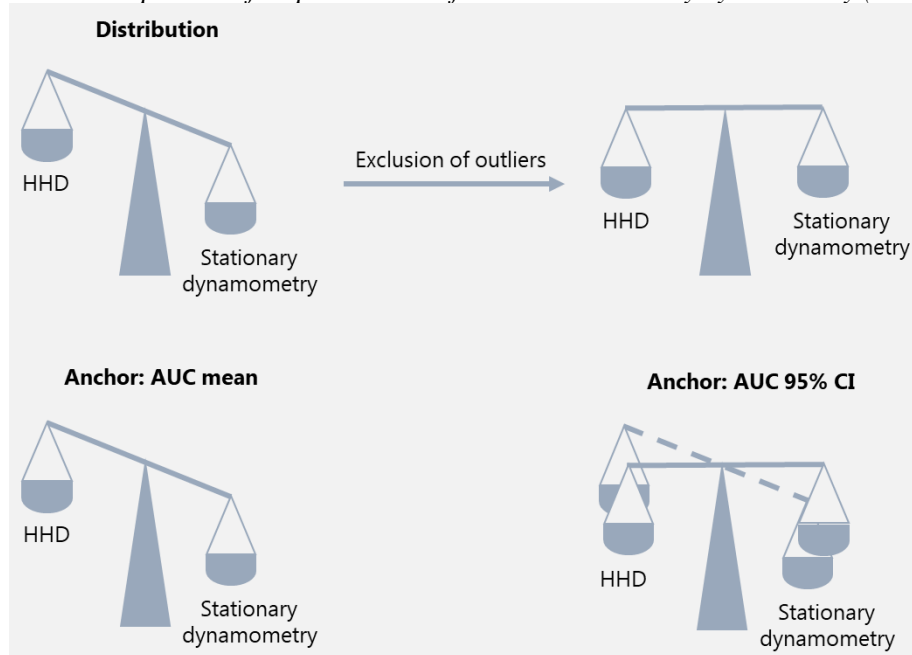 Distribution
Exclusion of outliers
HHD
Stationary
dynamometry
HHD
Stationary
dynamometry
Anchor: AUC mean
Anchor: AUC 95% CI
HHD
Stationary
dynamometry
HHD
Stationary
dynamometry